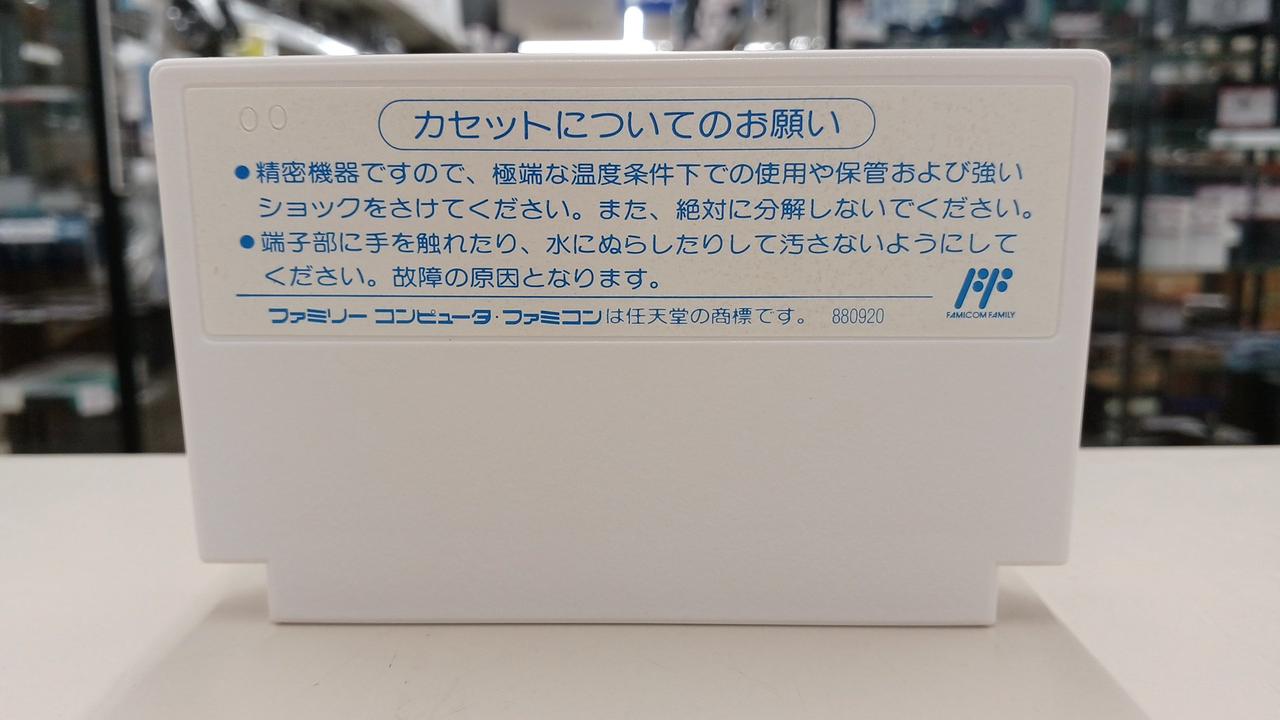 00
カセットについてのお願い
●精密機器ですので、極端な温度条件下での使用や保管および強い
ショックをさけてください。また、絶対に分解しないでください。
●端子部に手を触れたり、水にぬらしたりして汚さないようにして
ください。故障の原因となります。
ファミリーコンピュータ・ファミコンは任天堂の商標です。 880920
FAMICOM FAMILY